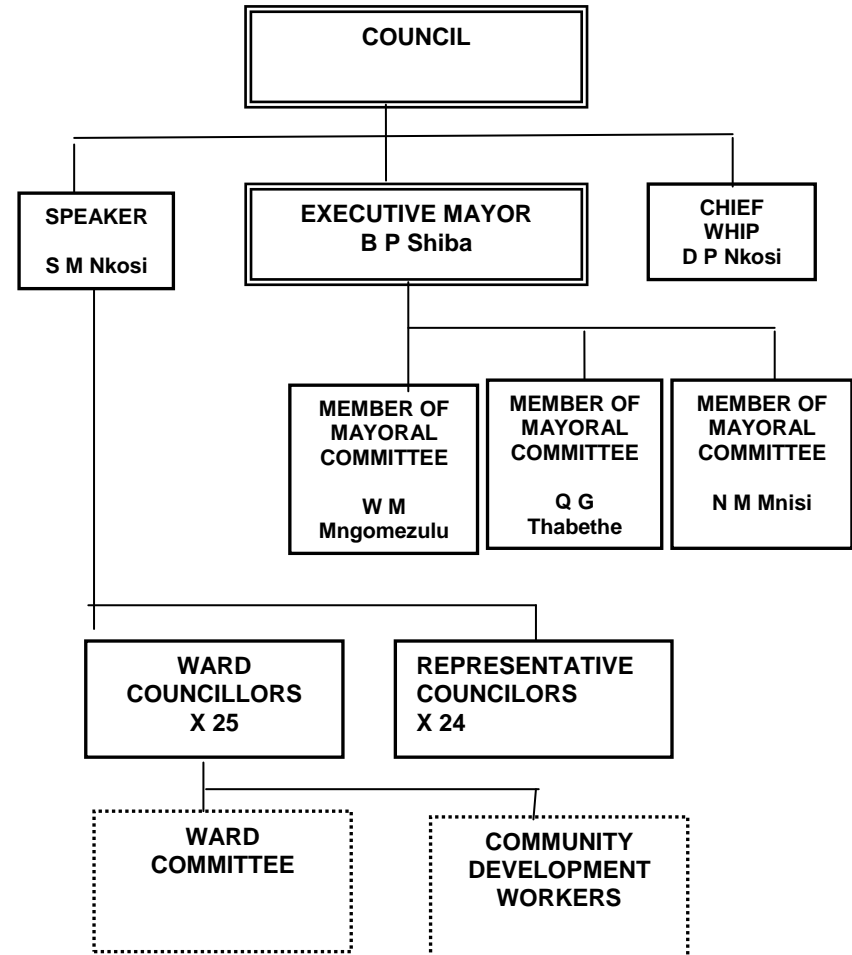 COUNCIL
SPEAKER
S M Nkosi
EXECUTIVE MAYOR
B P Shiba
CHIEF
WHIP
D P Nkosi
MEMBER OF
MAYORAL
COMMITTEE
W M
Mngomezulu
MEMBER OF
MAYORAL
COMMITTEE
Q G
Thabethe
MEMBER OF
MAYORAL
COMMITTEE
N M Mnisi
WARD
COUNCILLORS
X 25
REPRESENTATIVE
COUNCILORS
X 24
WARD
COMMITTEE
COMMUNITY
DEVELOPMENT
WORKERS